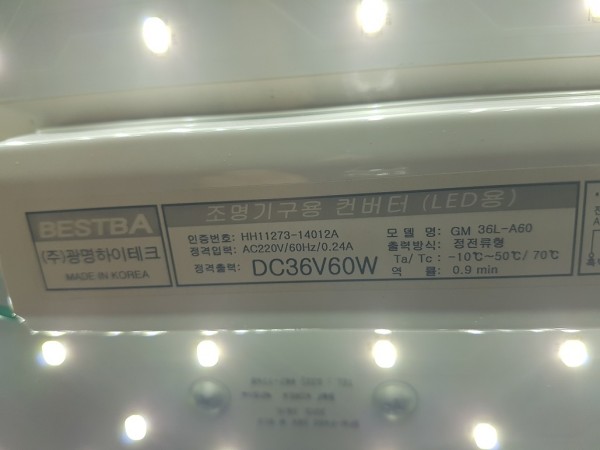 BESTBA
(주)광명하이테크
MADE IN KOREA
조명기구용 컨버터 (LED용)
인증번호: HH11273-14012A
정격입력: AC220V/60Hz/0.24A
정격출력: DC36V60W
모 델 명: GM 36L-A60
출력방식: 정전류형
Ta/Tc : -10℃~50℃/ 70℃
역 률: 0.9 min